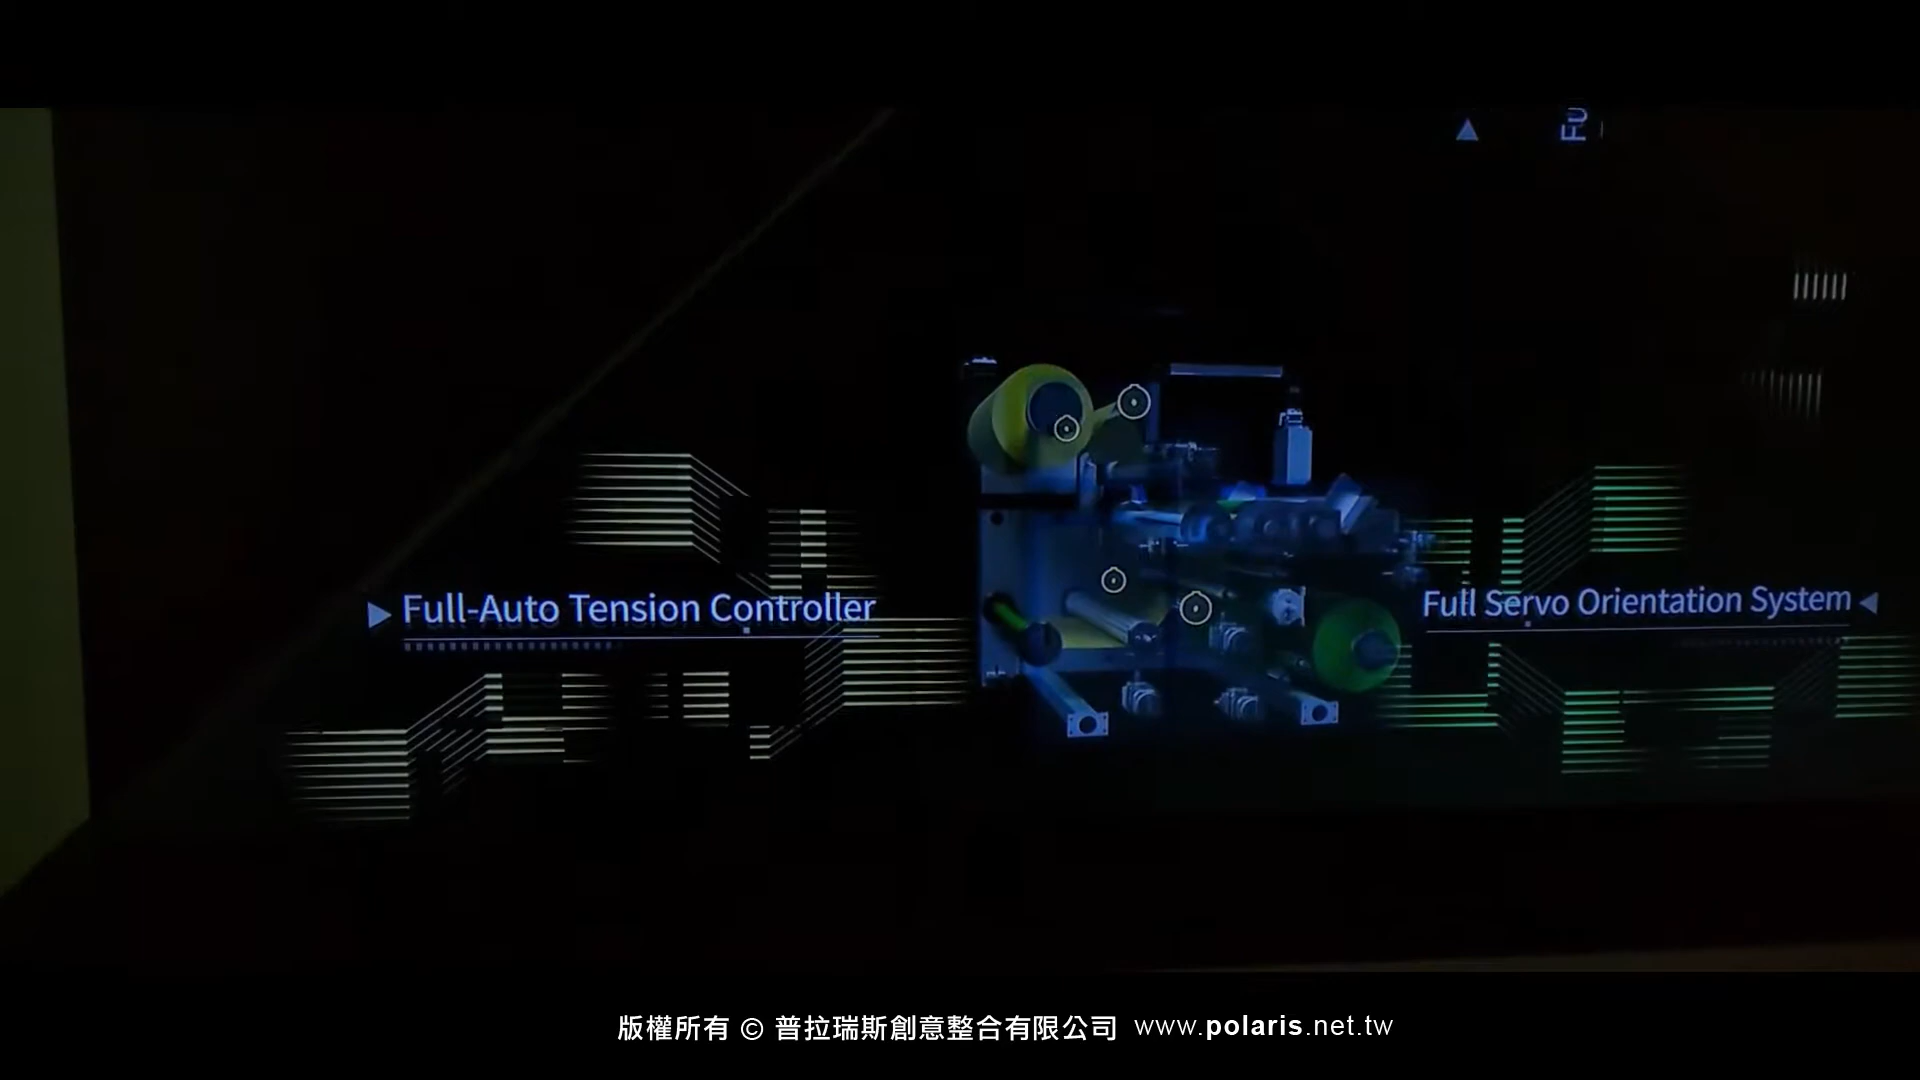 Fu
Full-Auto Tension Controller
Full Servo Orientation System
版權所有 © 普拉瑞斯創意整合有限公司 www.polaris.net.tw